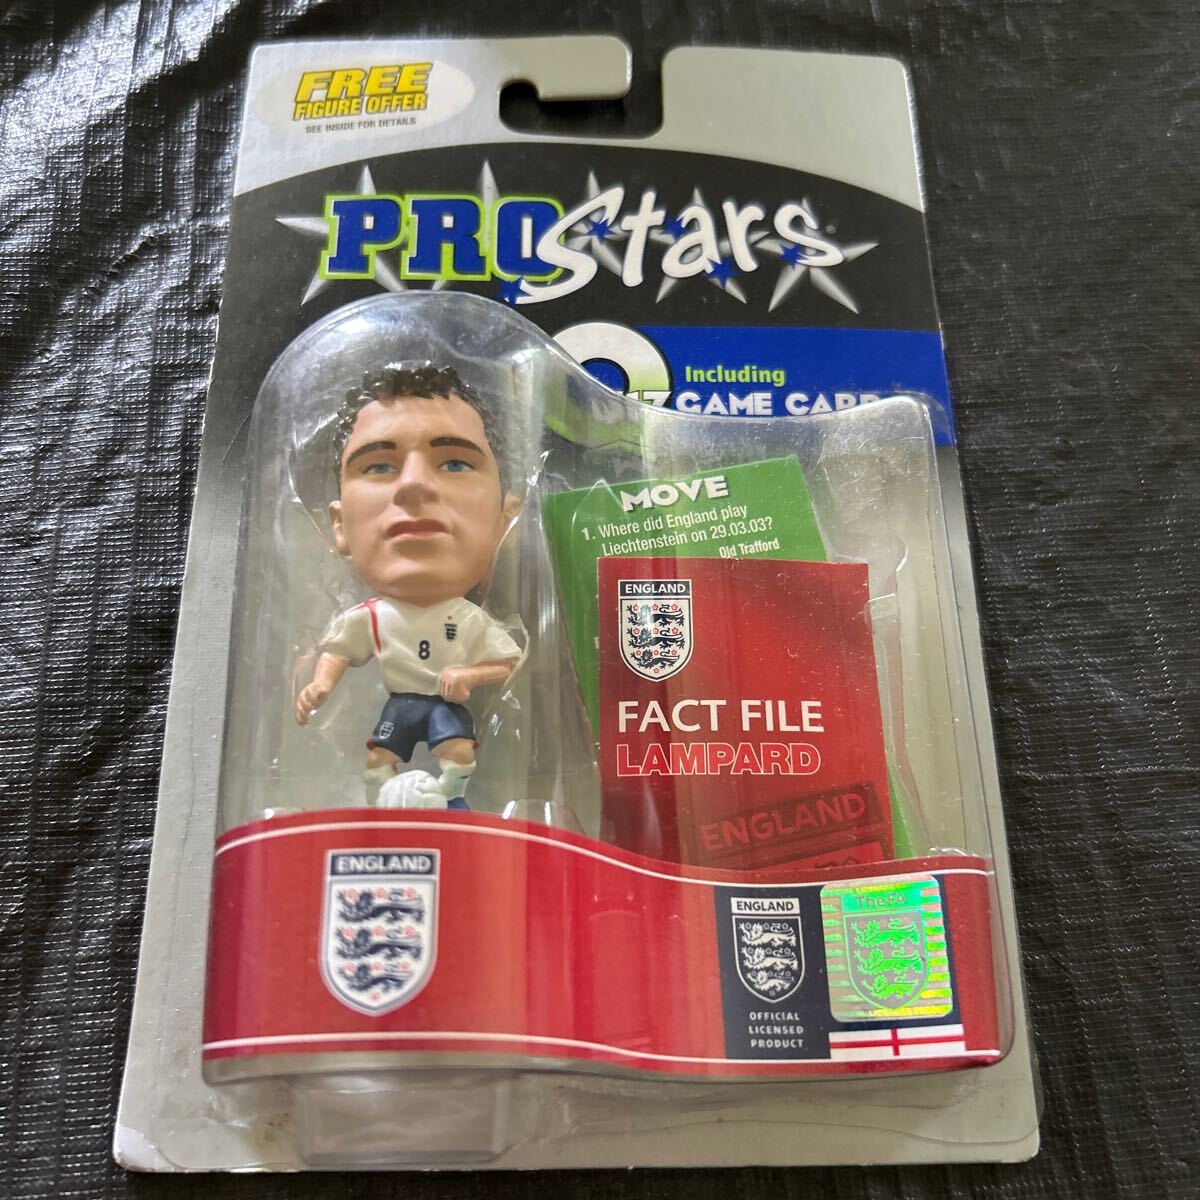 FREE
FIGURE OFFER
SEE INSIDE FOR DETAILS
PROStars
Including
GAME CARD
MOVE
1. Where did England play
Liechtenstein on 29.03.03?
Old Trafford
ENGLAND
FACT FILE
LAMPARD
ENGLAND
8
ENGLAND
ENGLAND
OFFICIAL
LICENSED
PRODUCT
The FA